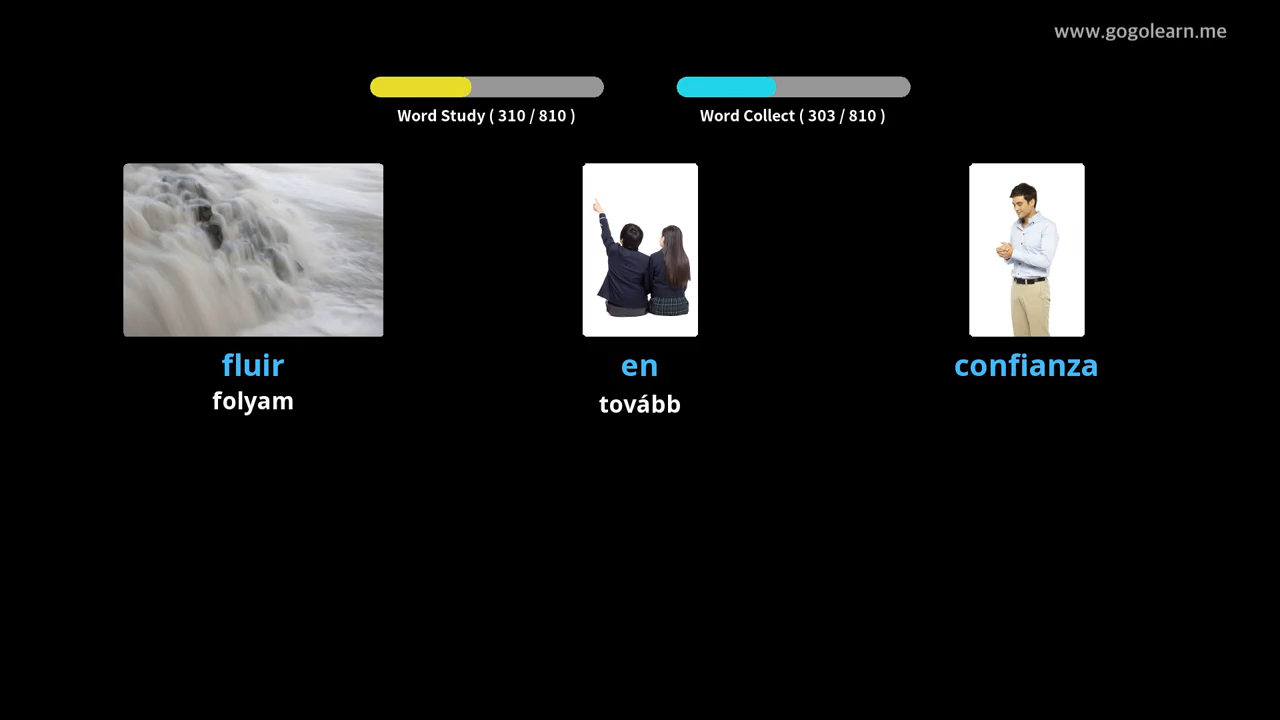 www.gogolearn.me
Word Study ( 310 / 810 )
Word Collect ( 303 / 810 )
fluir
folyam
en
tovább
confianza